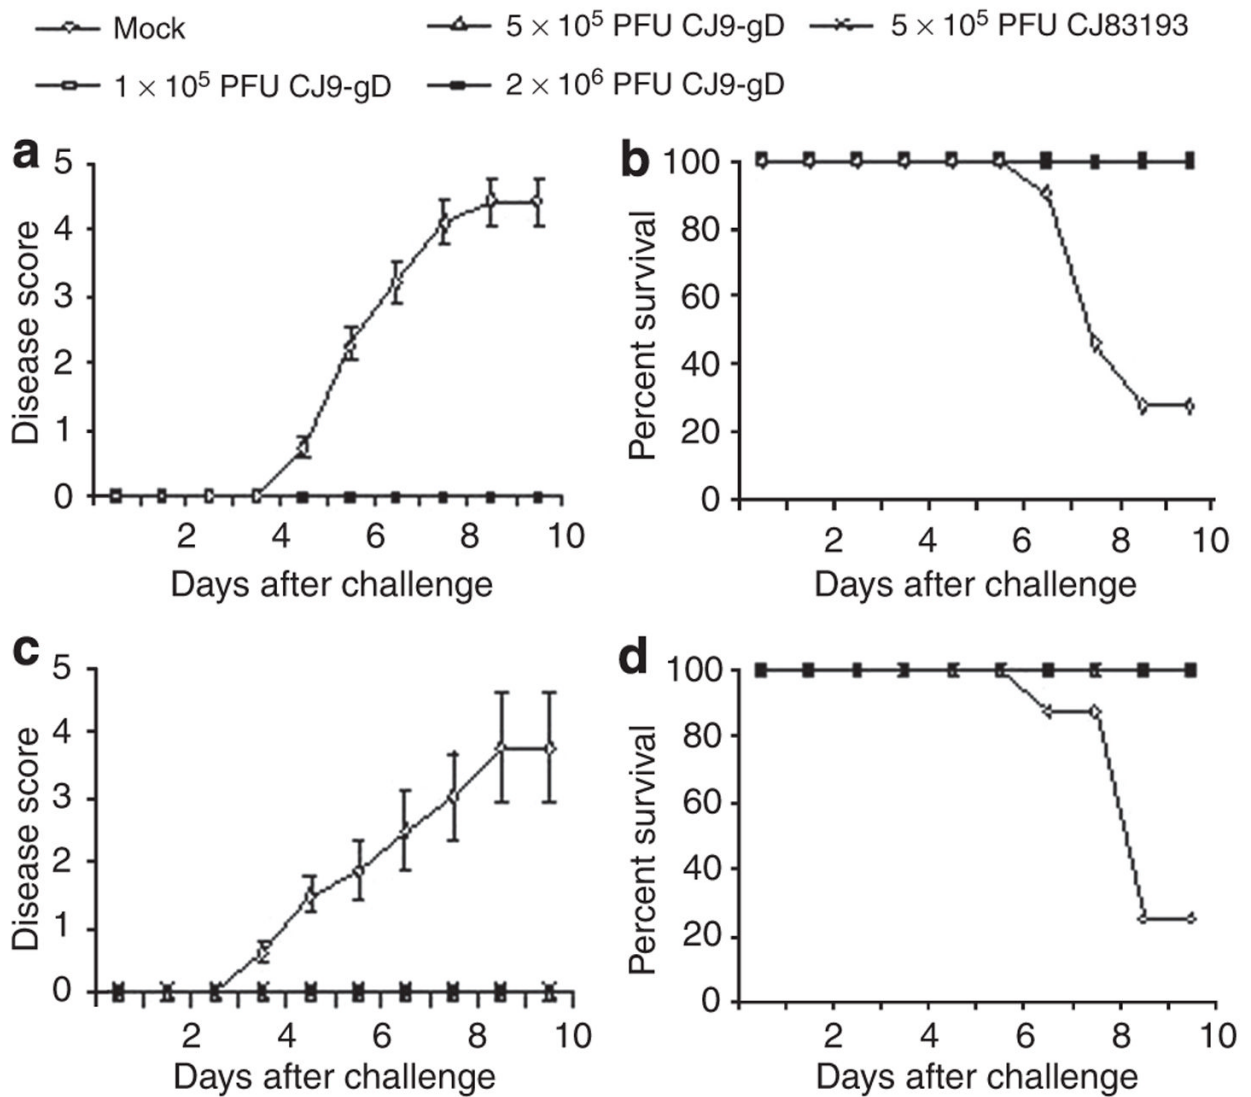 Mock
5 × 10⁵ PFU CJ9-gD
5 × 10⁵ PFU CJ83193
1 × 10⁵ PFU CJ9-gD
2 × 10⁶ PFU CJ9-gD
a
5
4
3
2
1
0
Disease score
2 4 6 8 10
Days after challenge
b
100
80
60
40
20
0
Percent survival
2 4 6 8 10
Days after challenge
c
5
4
3
2
1
0
Disease score
2 4 6 8 10
Days after challenge
d
100
80
60
40
20
0
Percent survival
2 4 6 8 10
Days after challenge